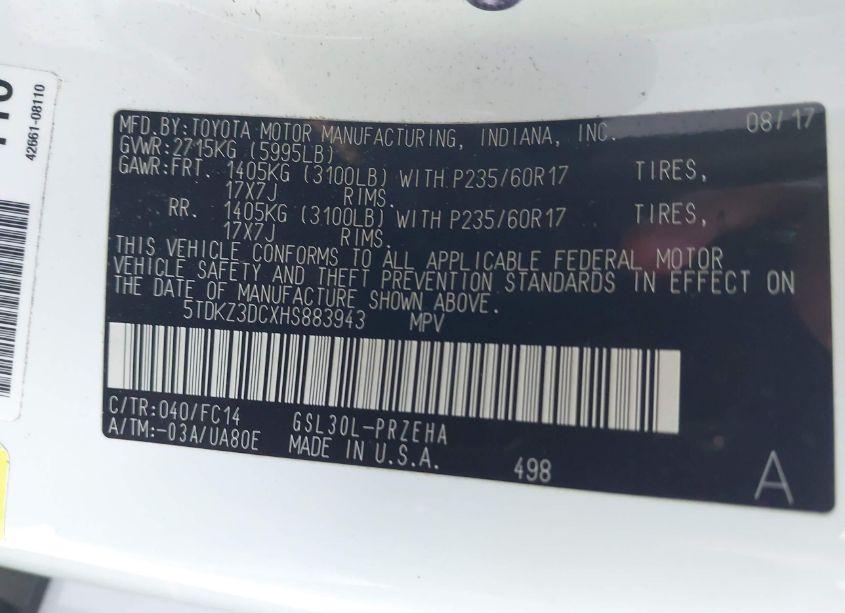 42661-08110
MFD.BY:TOYOTA MOTOR MANUFACTURING, INDIANA, INC. 08/17
GVWR:2715KG (5995LB)
GAWR:FRT. 1405KG (3100LB) WITH P235/60R17 TIRES,
17X7J RIMS.
RR. 1405KG (3100LB) WITH P235/60R17 TIRES,
17X7J RIMS.
THIS VEHICLE CONFORMS TO ALL APPLICABLE FEDERAL MOTOR
VEHICLE SAFETY AND THEFT PREVENTION STANDARDS IN EFFECT ON
THE DATE OF MANUFACTURE SHOWN ABOVE.
5TDKZ3DCXHS883943 MPV
C/TR:040/FC14 GSL30L-PRZEHA
A/TM:-03A/UA80E MADE IN U.S.A. 498 A